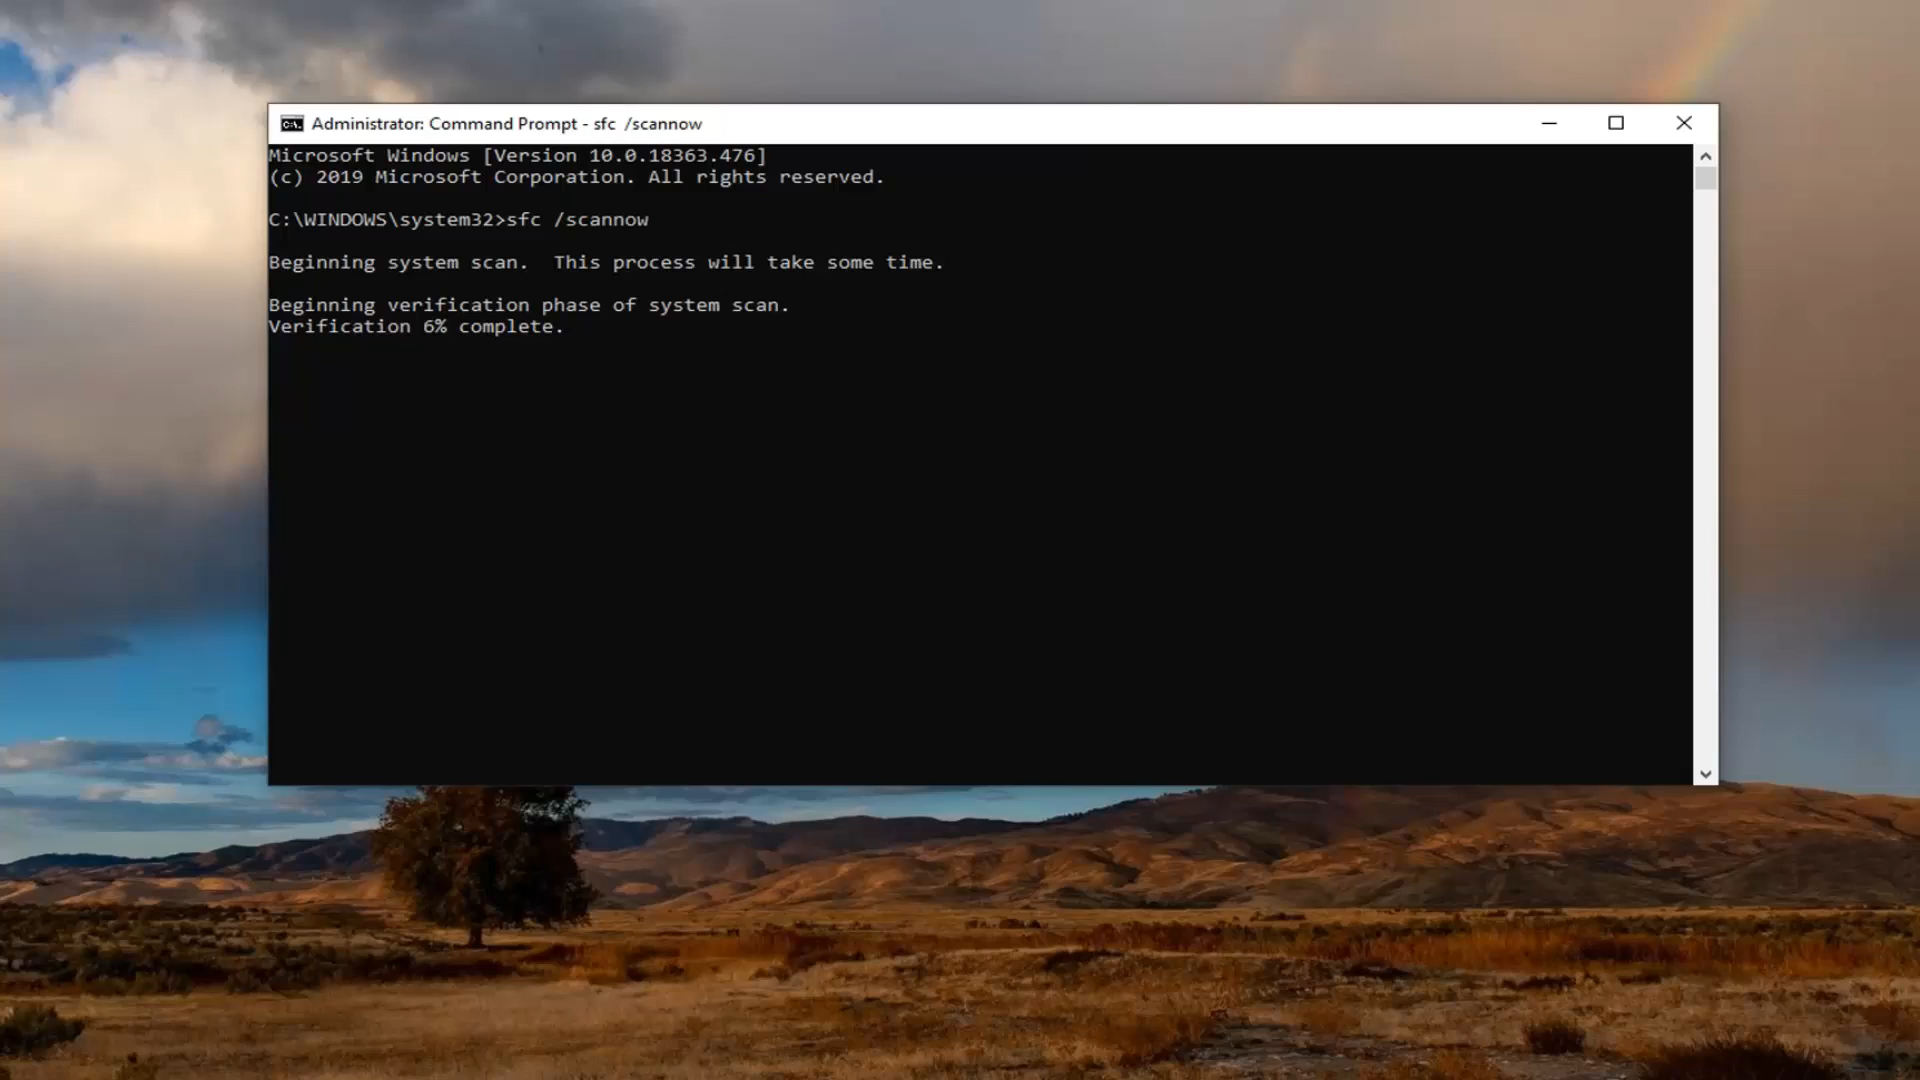 Administrator: Command Prompt - sfc  /scannow
Microsoft Windows [Version 10.0.18363.476]
(c) 2019 Microsoft Corporation. All rights reserved.
C:\WINDOWS\system32>sfc /scannow
Beginning system scan.  This process will take some time.
Beginning verification phase of system scan.
Verification 6% complete.